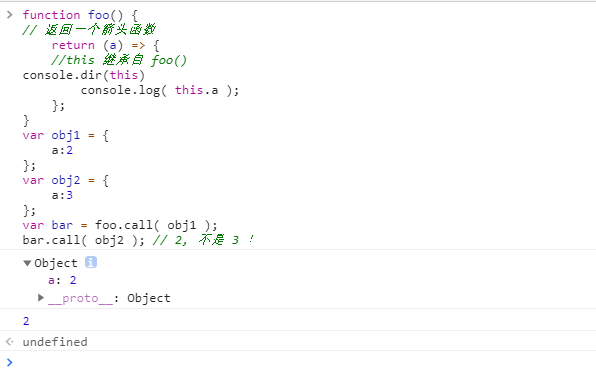 function foo() {
// 返回一个箭头函数
return (a) => {
//this 继承自 foo()
console.dir(this)
console.log( this.a );
};
}
var obj1 = {
a:2
};
var obj2 = {
a:3
};
var bar = foo.call( obj1 );
bar.call( obj2 ); // 2, 不是 3 !
Object i
a: 2
__proto__: Object
2
undefined